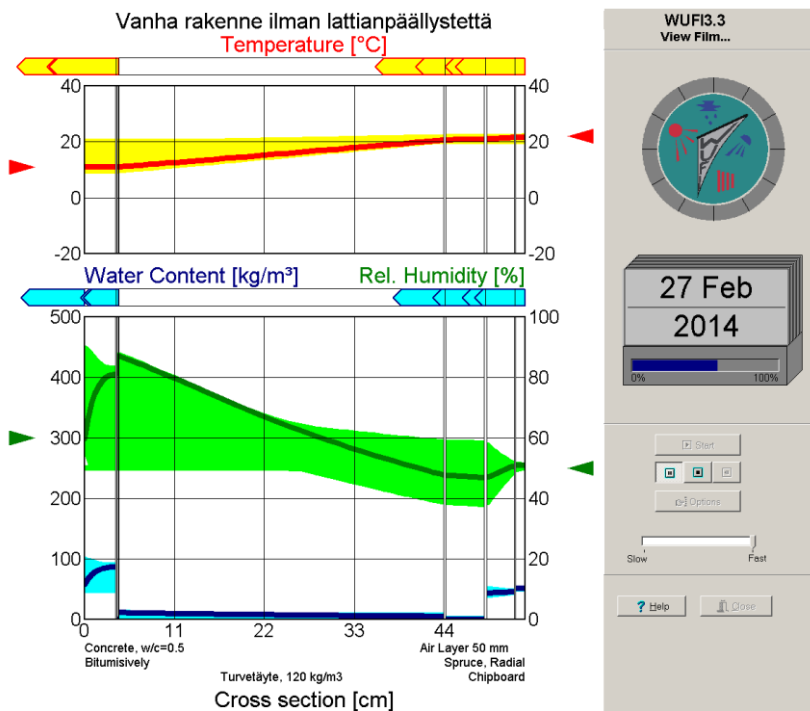 Vanha rakenne ilman lattianpäällystettä
Temperature [°C]
40 40
20 20
0 0
-20 -20
Water Content [kg/m³] Rel. Humidity [%]
500 100
400 80
300 60
200 40
100 20
0 0
0 11 22 33 44
Concrete, w/c=0.5 Air Layer 50 mm
Bitumisively Spruce, Radial
Turvetäyte, 120 kg/m3 Chipboard
Cross section [cm]
WUFI3.3
View Film...
WUFI
27 Feb
2014
0% 100%
Start
Options
Slow Fast
? Help Close